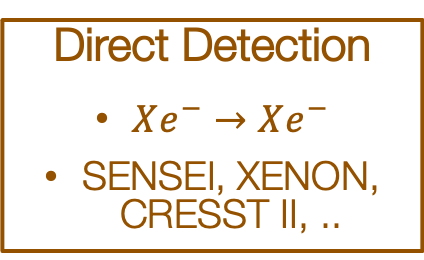 Direct Detection
• Xe⁻ → Xe⁻
• SENSEI, XENON,
CRESST II, ..